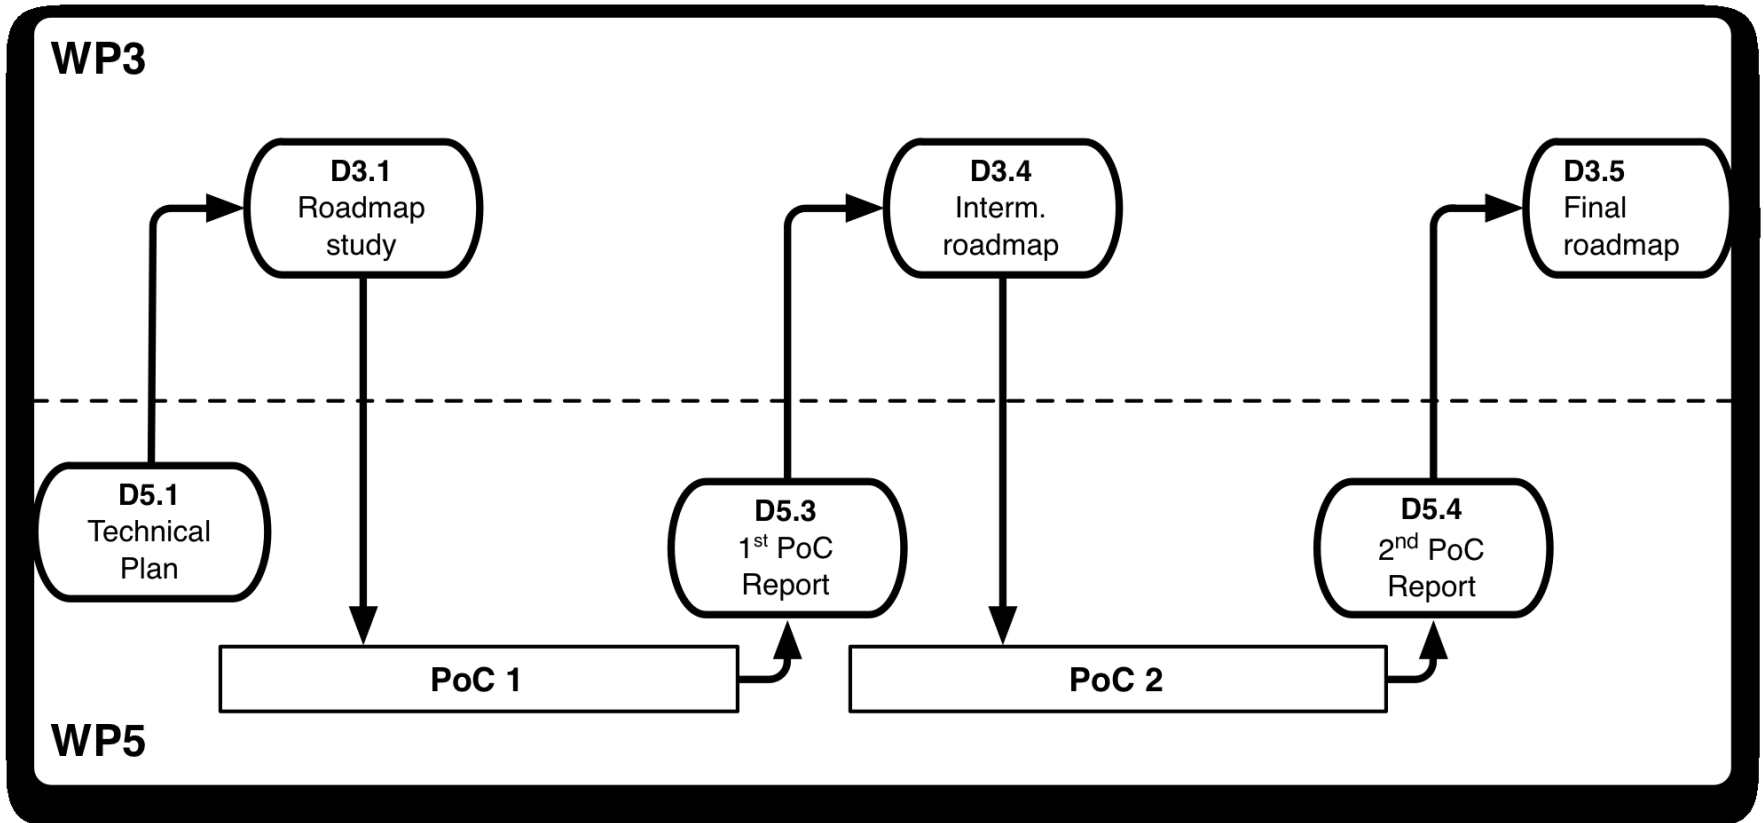 WP3
D3.1
Roadmap
study
D3.4
Interm.
roadmap
D3.5
Final
roadmap
D5.1
Technical
Plan
D5.3
1st PoC
Report
D5.4
2nd PoC
Report
PoC 1
PoC 2
WP5